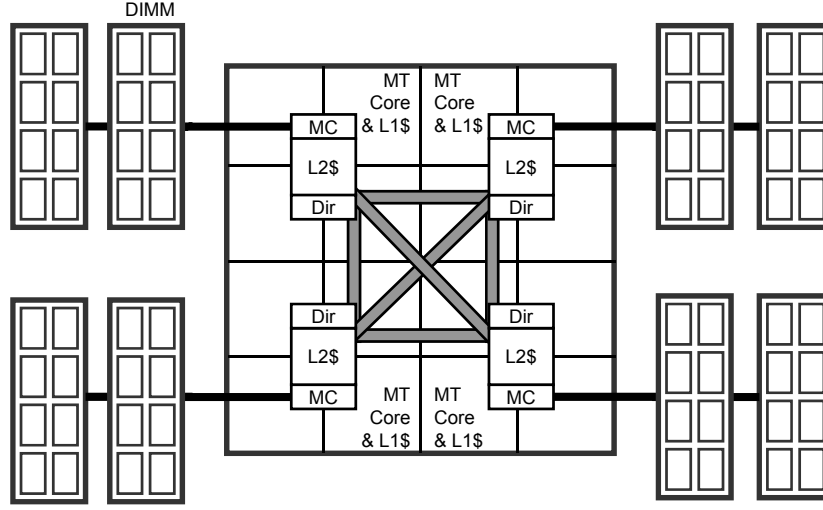 DIMM
MT
Core
& L1$
MT
Core
& L1$
MC
L2$
Dir
MC
L2$
Dir
Dir
L2$
MC
Dir
L2$
MC
MT
Core
& L1$
MT
Core
& L1$